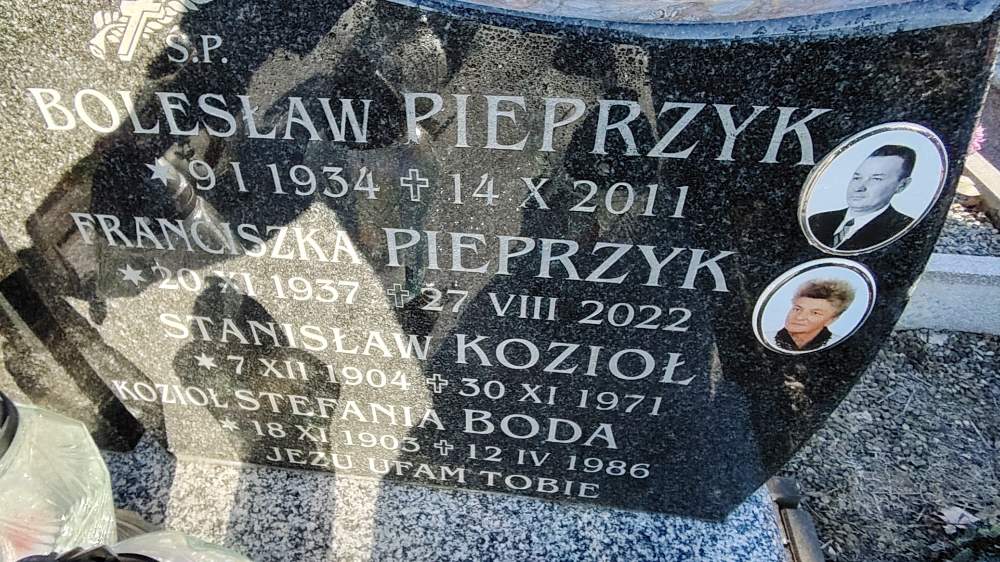 Ś.P.
BOLESŁAW PIEPRZYK
9 I 1934 14 X 2011
FRANCISZKA PIEPRZYK
20 XI 1937 27 VIII 2022
STANISŁAW KOZIOŁ
7 XII 1904 30 XI 1971
KOZIOŁ STEFANIA BODA
18 XI 1903 12 IV 1986
JEZU UFAM TOBIE